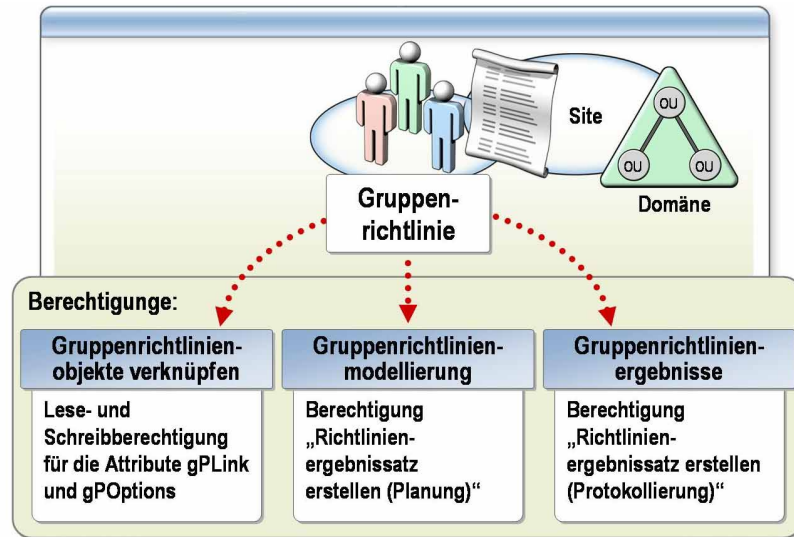 OU
Site
OU
OU
Domäne
Gruppen-
richtlinie
Berechtigunge:
Gruppenrichtlinien-
objekte verknüpfen
Lese- und
Schreibberechtigung
für die Attribute gPLink
und gPOptions
Gruppenrichtlinien-
modellierung
Berechtigung
„Richtlinien-
ergebnissatz
erstellen (Planung)“
Gruppenrichtlinien-
ergebnisse
Berechtigung
„Richtlinien-
ergebnissatz erstellen
(Protokollierung)“